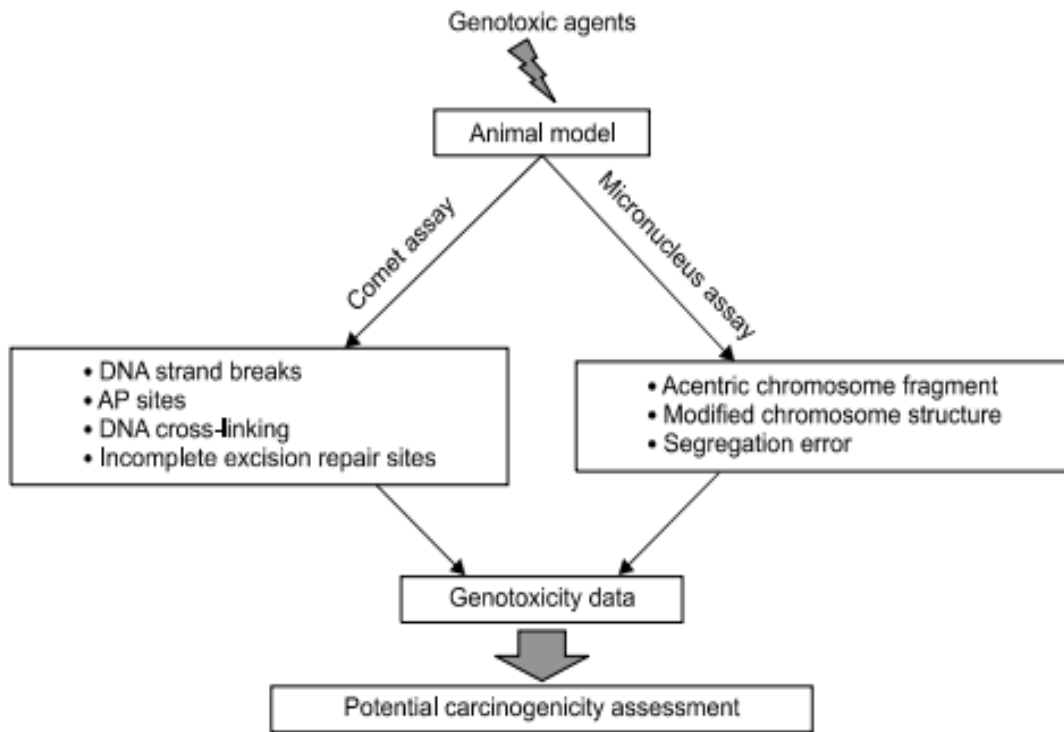 Genotoxic agents
Animal model
Comet assay
Micronucleus assay
• DNA strand breaks
• AP sites
• DNA cross-linking
• Incomplete excision repair sites
• Acentric chromosome fragment
• Modified chromosome structure
• Segregation error
Genotoxicity data
Potential carcinogenicity assessment